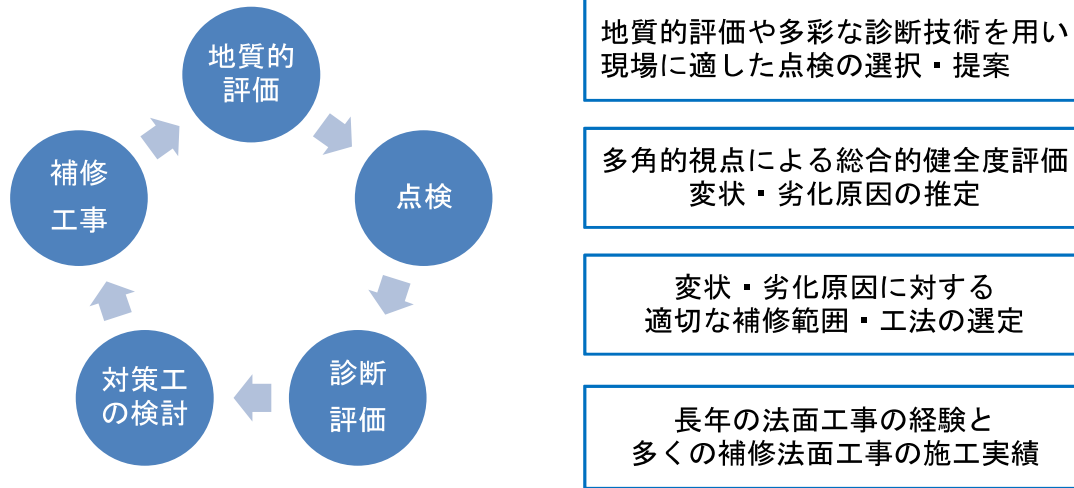 地質的
評価
点検
診断
評価
対策工
の検討
補修
工事
地質的評価や多彩な診断技術を用い
現場に適した点検の選択・提案
多角的視点による総合的健全度評価
変状・劣化原因の推定
変状・劣化原因に対する
適切な補修範囲・工法の選定
長年の法面工事の経験と
多くの補修法面工事の施工実績